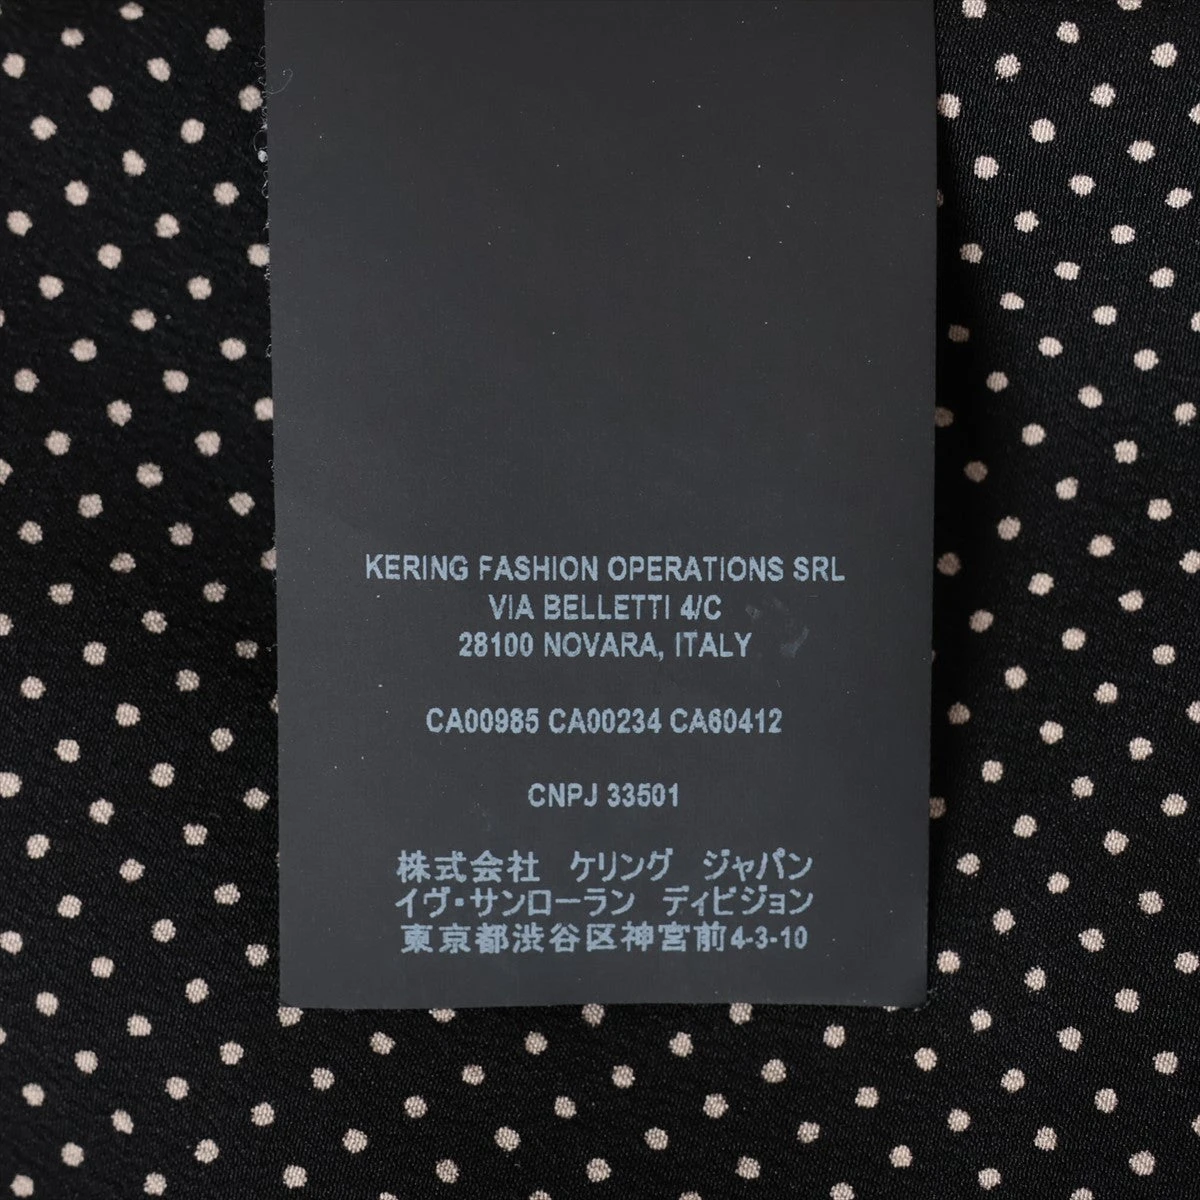 KERING FASHION OPERATIONS SRL
VIA BELLETTI 4/C
28100 NOVARA, ITALY
CA00985 CA00234 CA60412
CNPJ 33501
株式会社 ケリング ジャパン
イヴ・サンローラン ディビジョン
東京都渋谷区神宮前4-3-10